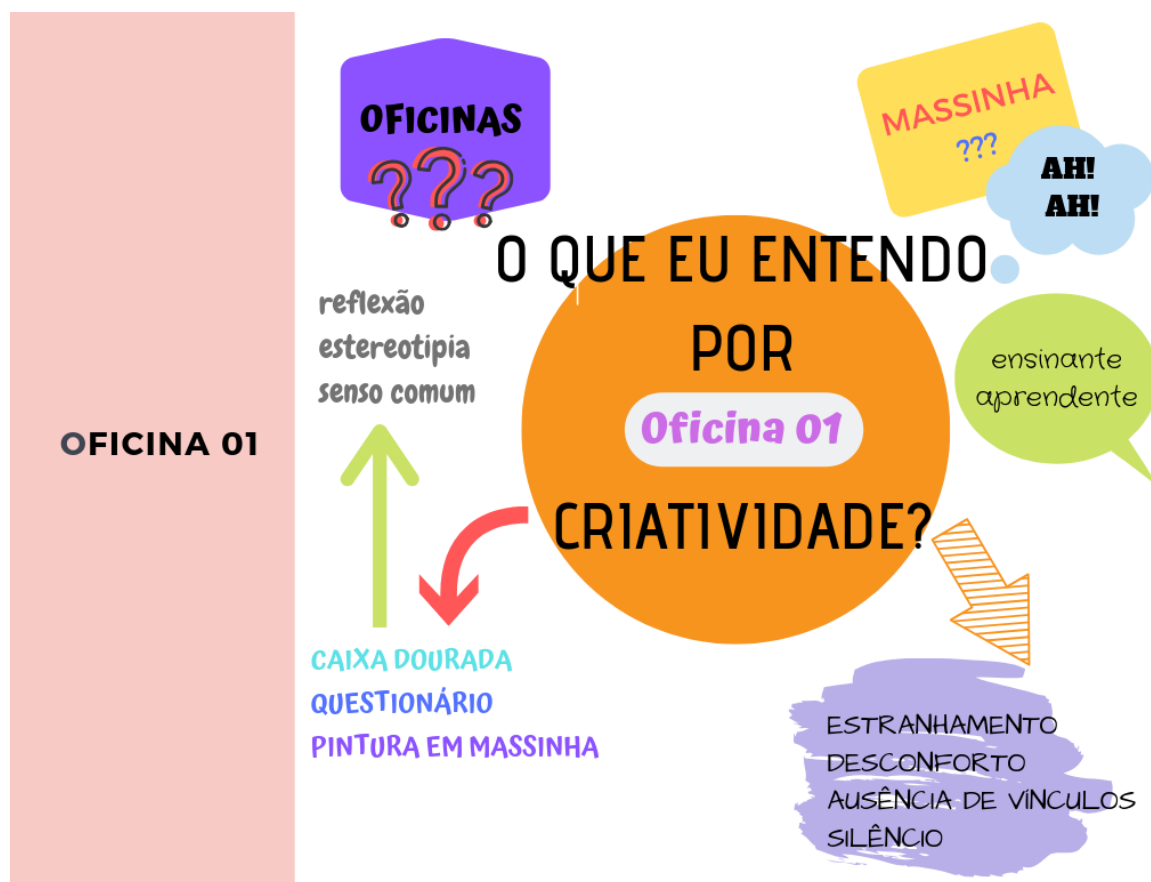 OFICINA 01
OFICINAS
???
MASSINHA
???
AH!
AH!
O QUE EU ENTENDO
POR
Oficina 01
CRIATIVIDADE?
reflexão
estereotipia
senso comum
ensinante
aprendente
CAIXA DOURADA
QUESTIONÁRIO
PINTURA EM MASSINHA
ESTRANHAMENTO
DESCONFORTO
AUSÊNCIA DE VÍNCULOS
SILÊNCIO